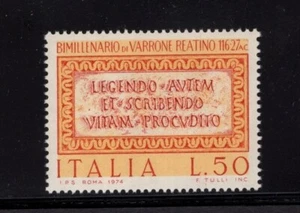 BIMILLENARIO DI VARRONE REATINO 116-27 A.C.
LEGENDO·AVTEM
ET·SCRIBENDO
VITAM·PROCVDITO
ITALIA L.50
I.P.S. ROMA 1974 F. TULLI INC.